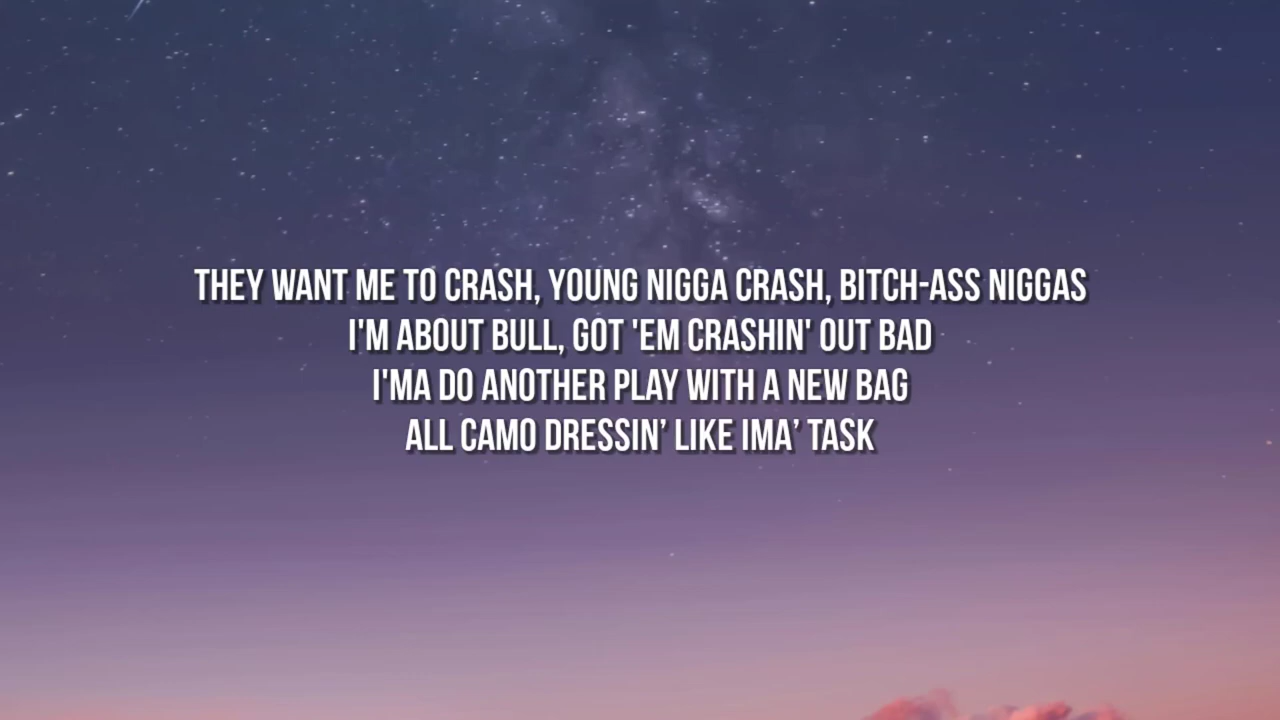 THEY WANT ME TO CRASH, YOUNG NIGGA CRASH, BITCH-ASS NIGGAS
I'M ABOUT BULL, GOT 'EM CRASHIN' OUT BAD
I'MA DO ANOTHER PLAY WITH A NEW BAG
ALL CAMO DRESSIN’ LIKE IMA’ TASK